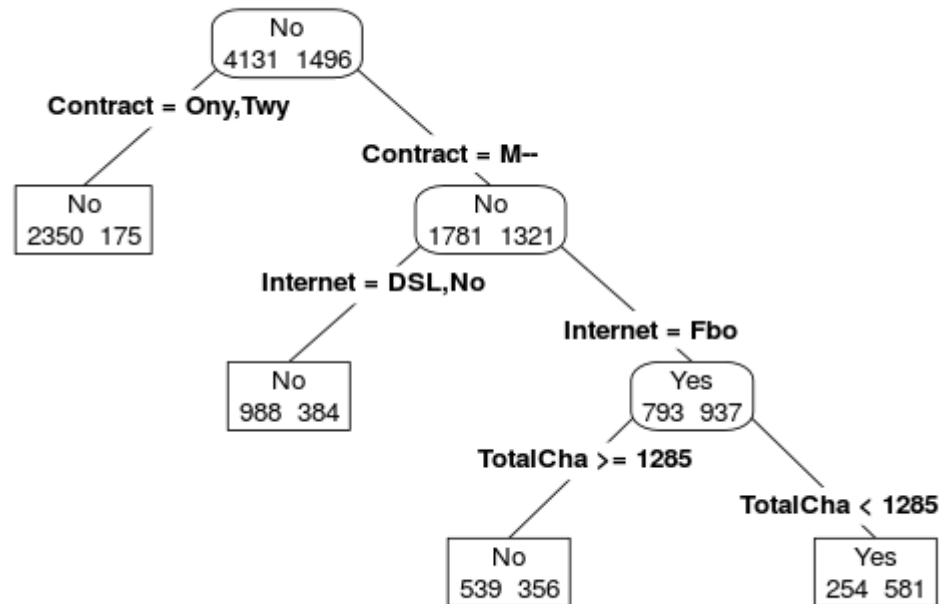 No
4131 1496
Contract = Ony,Twy
Contract = M--
No
2350 175
No
1781 1321
Internet = DSL,No
Internet = Fbo
No
988 384
Yes
793 937
TotalCha >= 1285
TotalCha < 1285
No
539 356
Yes
254 581